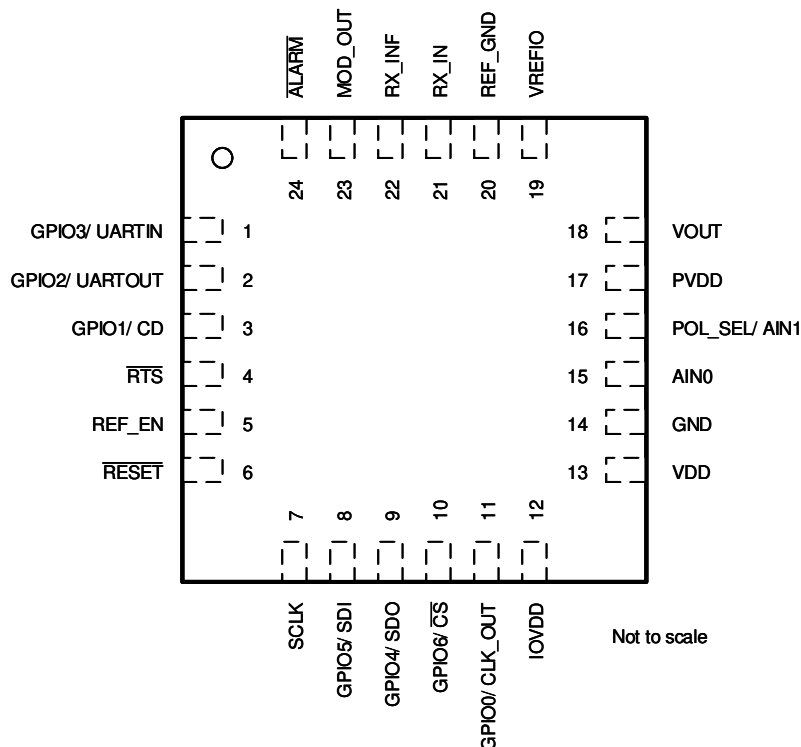 ALARM
MOD_OUT
RX_INF
RX_IN
REF_GND
VREFIO
24
23
22
21
20
19
GPIO3/ UARTIN
1
18
VOUT
GPIO2/ UARTOUT
2
17
PVDD
GPIO1/ CD
3
16
POL_SEL/ AIN1
RTS
4
15
AIN0
REF_EN
5
14
GND
RESET
6
13
VDD
7
8
9
10
11
12
SCLK
GPIO5/ SDI
GPIO4/ SDO
GPIO6/ CS
GPIO0/ CLK_OUT
IOVDD
Not to scale